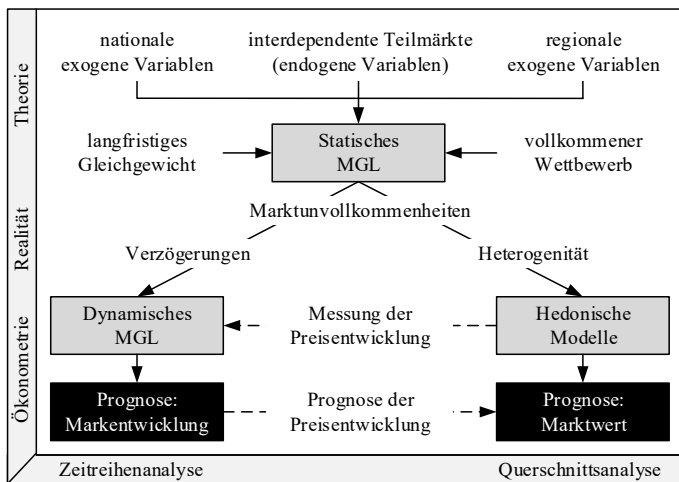 Theorie
nationale
exogene Variablen
interdependente Teilmärkte
(endogene Variablen)
regionale
exogene Variablen
langfristiges
Gleichgewicht
Statisches
MGL
vollkommener
Wettbewerb
Realität
Marktunvollkommenheiten
Verzögerungen
Heterogenität
Ökonometrie
Dynamisches
MGL
Messung der
Preisentwicklung
Hedonische
Modelle
Prognose:
Markentwicklung
Prognose der
Preisentwicklung
Prognose:
Marktwert
Zeitreihenanalyse
Querschnittsanalyse